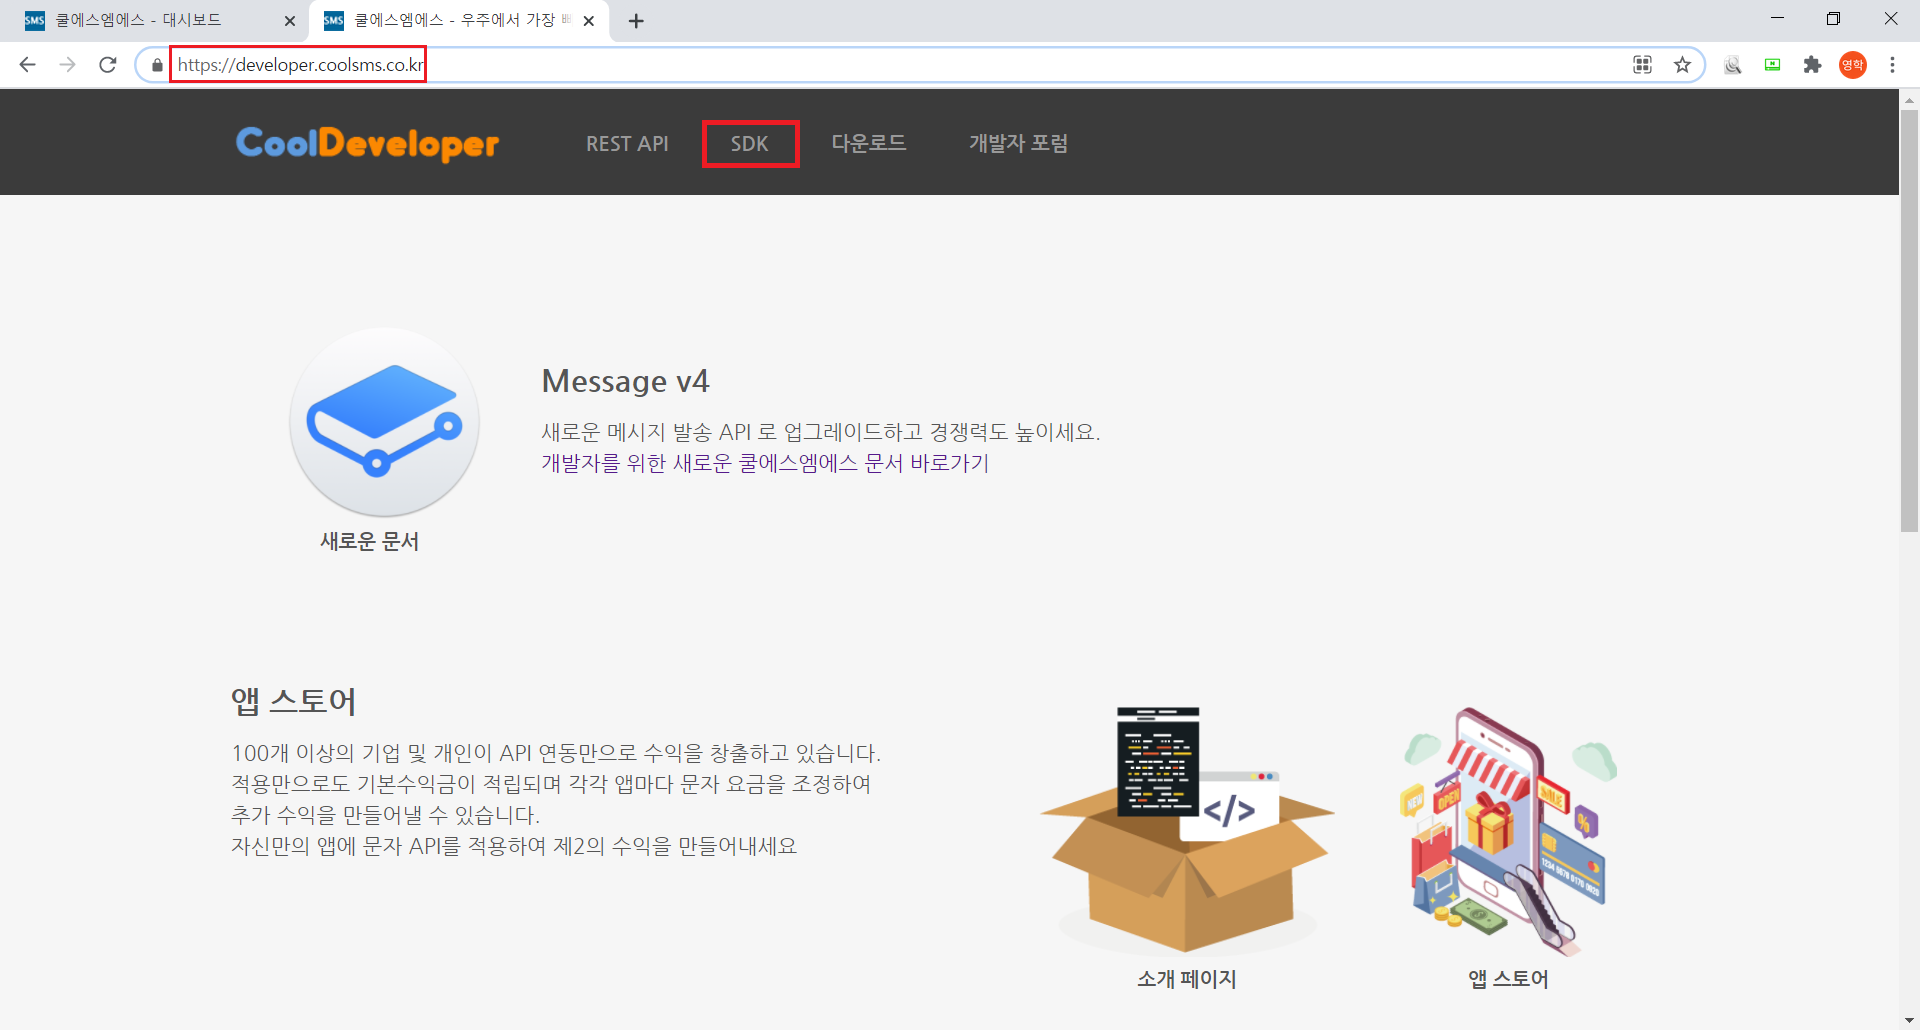 SMS 쿨에스엠에스 - 대시보드
SMS 쿨에스엠에스 - 우주에서 가장
https://developer.coolsms.co.kr
영학
CoolDeveloper
REST API
SDK
다운로드
개발자 포럼
Message v4
새로운 메시지 발송 API 로 업그레이드하고 경쟁력도 높이세요.
개발자를 위한 새로운 쿨에스엠에스 문서 바로가기
새로운 문서
앱 스토어
100개 이상의 기업 및 개인이 API 연동만으로 수익을 창출하고 있습니다.
적용만으로도 기본수익금이 적립되며 각각 앱마다 문자 요금을 조정하여
추가 수익을 만들어낼 수 있습니다.
자신만의 앱에 문자 API를 적용하여 제2의 수익을 만들어내세요
</>
NEW
OPEN
SALE
%
소개 페이지
앱 스토어